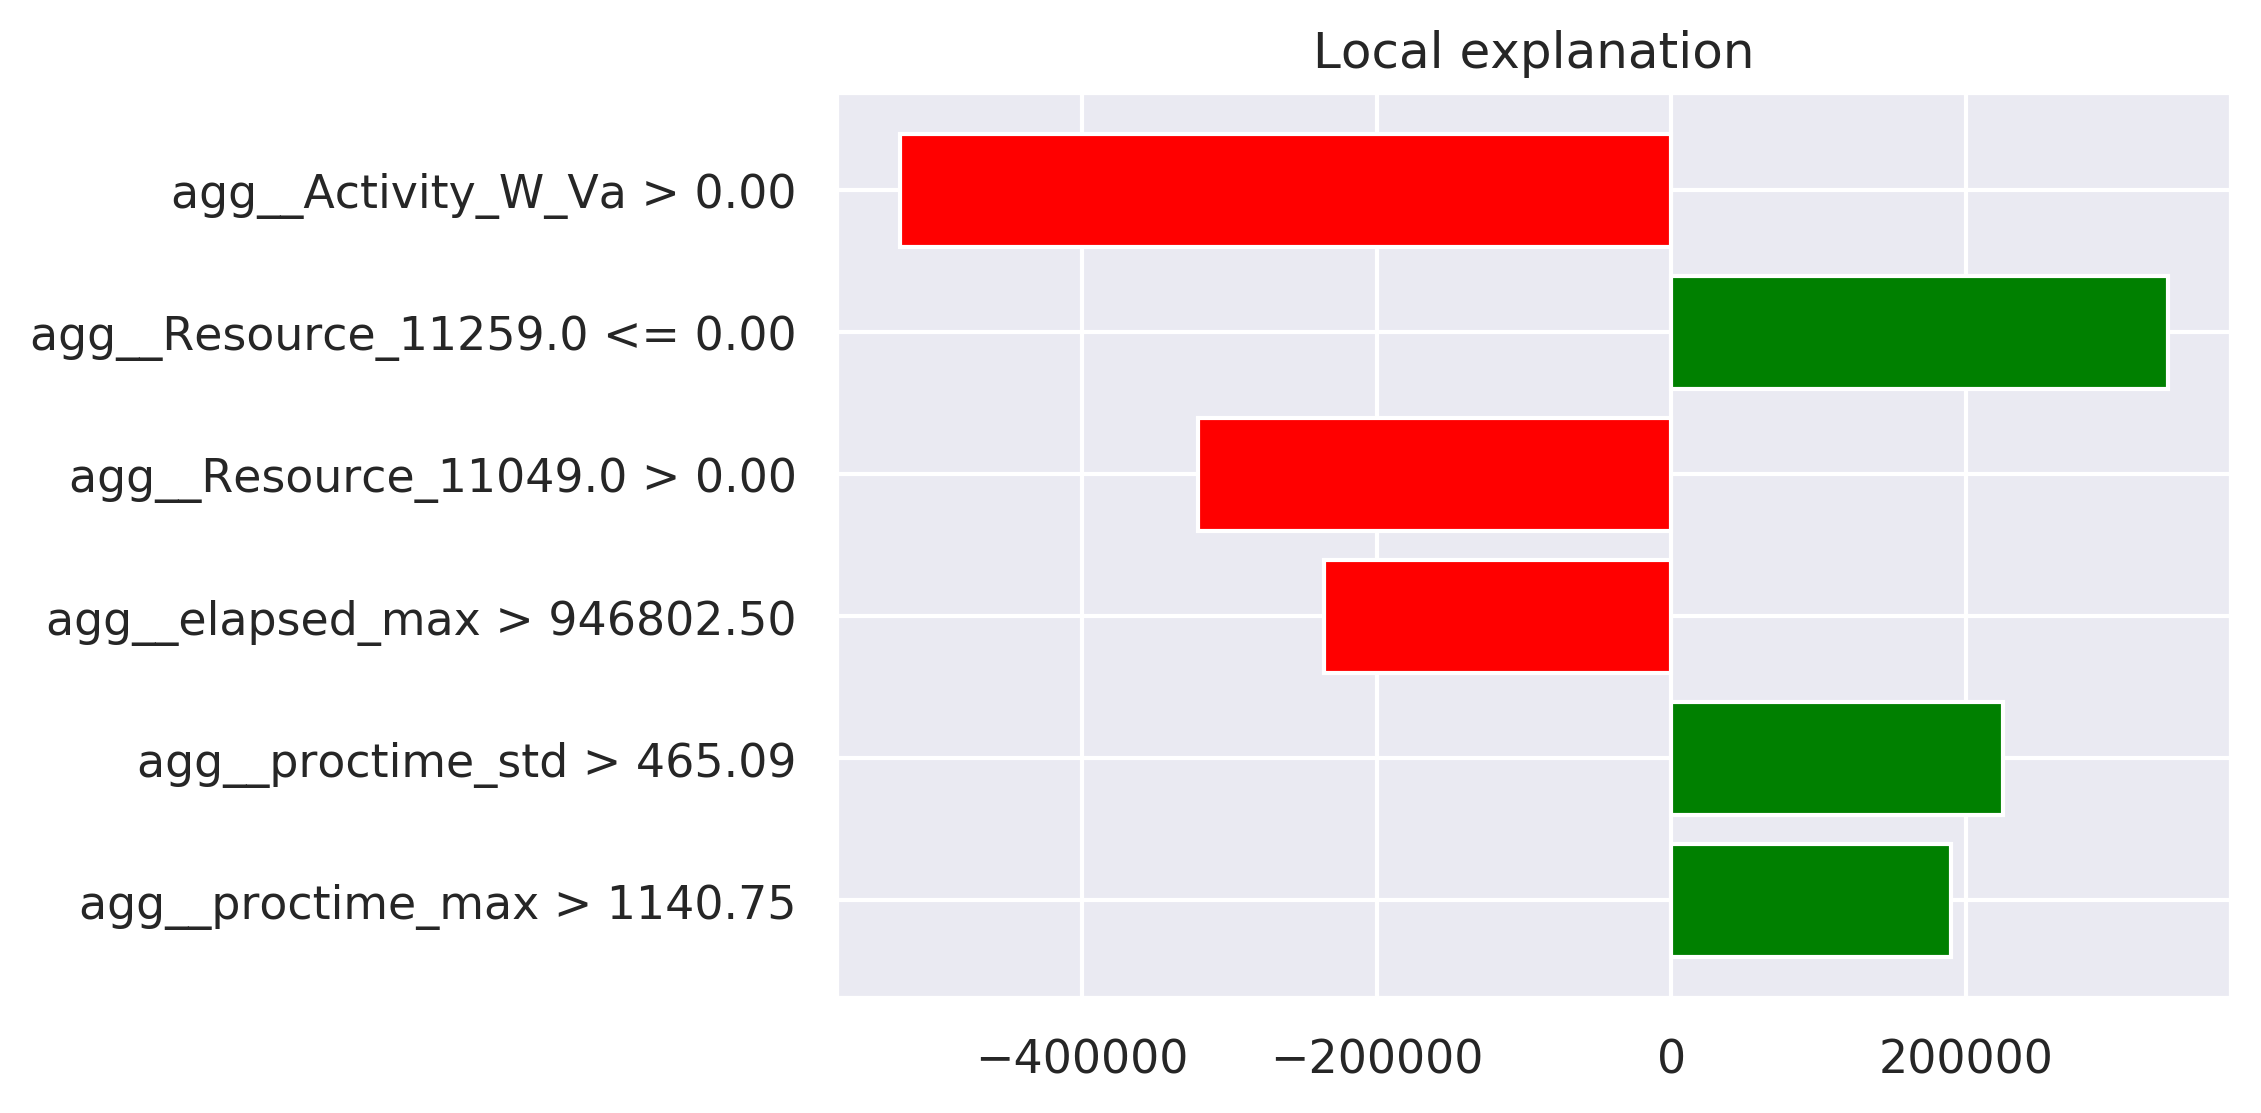 Local explanation
agg__Activity_W_Va > 0.00
agg__Resource_11259.0 <= 0.00
agg__Resource_11049.0 > 0.00
agg__elapsed_max > 946802.50
agg__proctime_std > 465.09
agg__proctime_max > 1140.75
−400000 −200000 0 200000